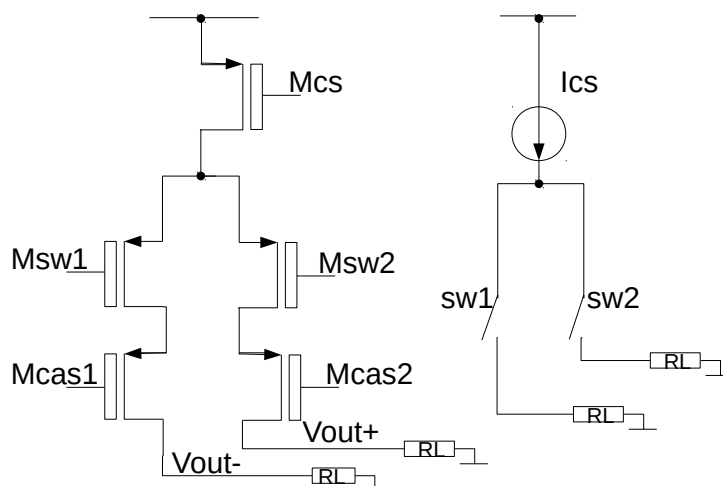 Mcs
Ics
Msw1
Msw2
sw1
sw2
Mcas1
Mcas2
RL
RL
Vout+
RL
Vout-
RL